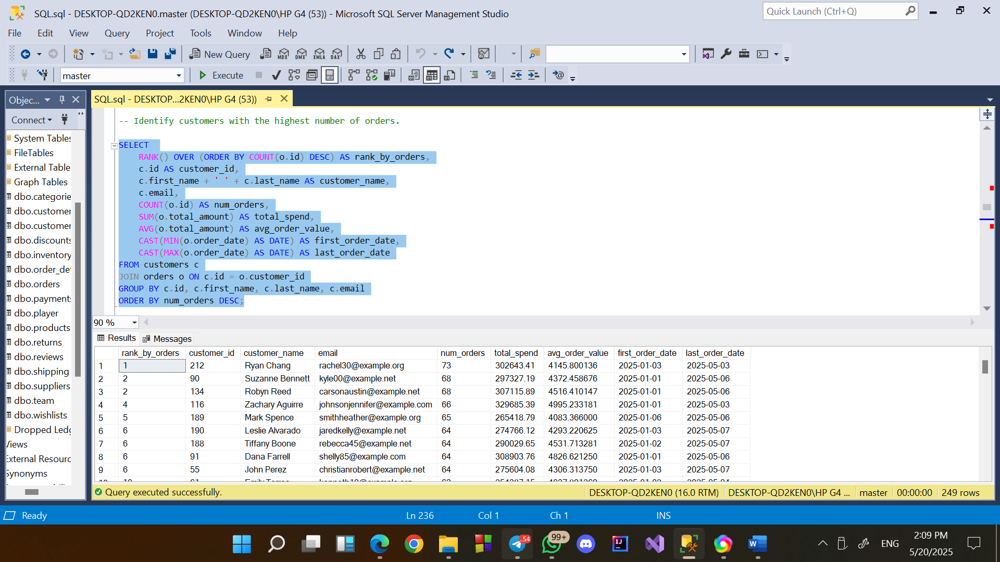 SQL.sql - DESKTOP-QD2KEN0.master (DESKTOP-QD2KEN0\HP G4 (53)) - Microsoft SQL Server Management Studio
Quick Launch (Ctrl+Q)
File Edit View Query Project Tools Window Help
New Query MDX DMX XMLA DAX
master Execute
Objec...
SQL.sql - DESKTOP...2KEN0\HP G4 (53))
Connect
System Tables
FileTables
External Table
Graph Tables
dbo.categorie
dbo.customer
dbo.customer
dbo.discounts
dbo.inventory
dbo.order_det
dbo.orders
dbo.payments
dbo.player
dbo.products
dbo.returns
dbo.reviews
dbo.shipping
dbo.suppliers
dbo.team
dbo.wishlists
Dropped Ledg
Views
External Resourc
Synonyms
-- Identify customers with the highest number of orders.
SELECT
RANK() OVER (ORDER BY COUNT(o.id) DESC) AS rank_by_orders,
c.id AS customer_id,
c.first_name + ' ' + c.last_name AS customer_name,
c.email,
COUNT(o.id) AS num_orders,
SUM(o.total_amount) AS total_spend,
AVG(o.total_amount) AS avg_order_value,
CAST(MIN(o.order_date) AS DATE) AS first_order_date,
CAST(MAX(o.order_date) AS DATE) AS last_order_date
FROM customers c
JOIN orders o ON c.id = o.customer_id
GROUP BY c.id, c.first_name, c.last_name, c.email
ORDER BY num_orders DESC;
90 %
Results Messages
rank_by_orders customer_id customer_name email num_orders total_spend avg_order_value first_order_date last_order_date
1 1 212 Ryan Chang rachel30@example.org 73 302643.41 4145.800136 2025-01-03 2025-05-03
2 2 90 Suzanne Bennett kyle00@example.net 68 297327.19 4372.458676 2025-01-01 2025-05-06
3 2 134 Robyn Reed carsonaustin@example.net 68 307115.89 4516.410147 2025-01-01 2025-05-06
4 4 116 Zachary Aguirre johnsonjennifer@example.com 66 329685.39 4995.233181 2025-01-01 2025-05-03
5 5 189 Mark Spence smithheather@example.org 65 265418.79 4083.366000 2025-01-06 2025-05-06
6 6 190 Leslie Alvarado jaredkelly@example.net 64 274766.12 4293.220625 2025-01-03 2025-05-07
7 6 188 Tiffany Boone rebecca45@example.net 64 290029.65 4531.713281 2025-01-02 2025-05-07
8 6 91 Dana Farrell shelly85@example.com 64 308903.76 4826.621250 2025-01-01 2025-05-06
9 6 55 John Perez christianrobert@example.net 64 275604.08 4306.313750 2025-01-03 2025-05-07
Query executed successfully. DESKTOP-QD2KEN0 (16.0 RTM) DESKTOP-QD2KEN0\HP G4 ... master 00:00:00 249 rows
Ready Ln 236 Col 1 Ch 1 INS
54 99+ IJ W ENG 2:09 PM
5/20/2025